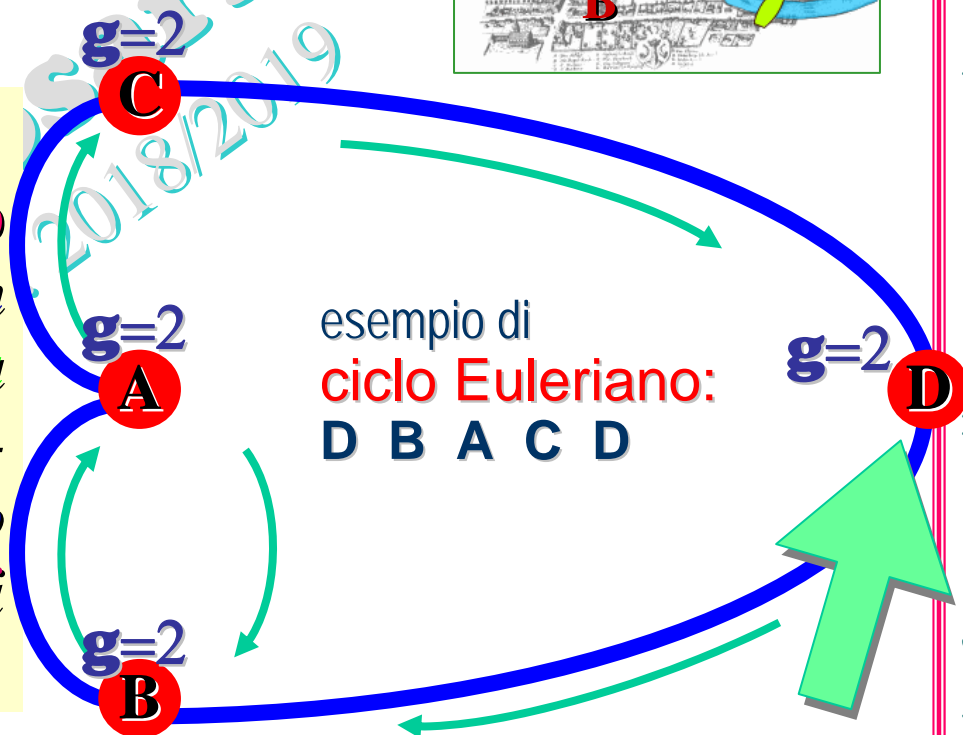 B
g=2
C
2018/2019
g=2
A
esempio di
ciclo Euleriano:
D B A C D
g=2
D
g=2
B